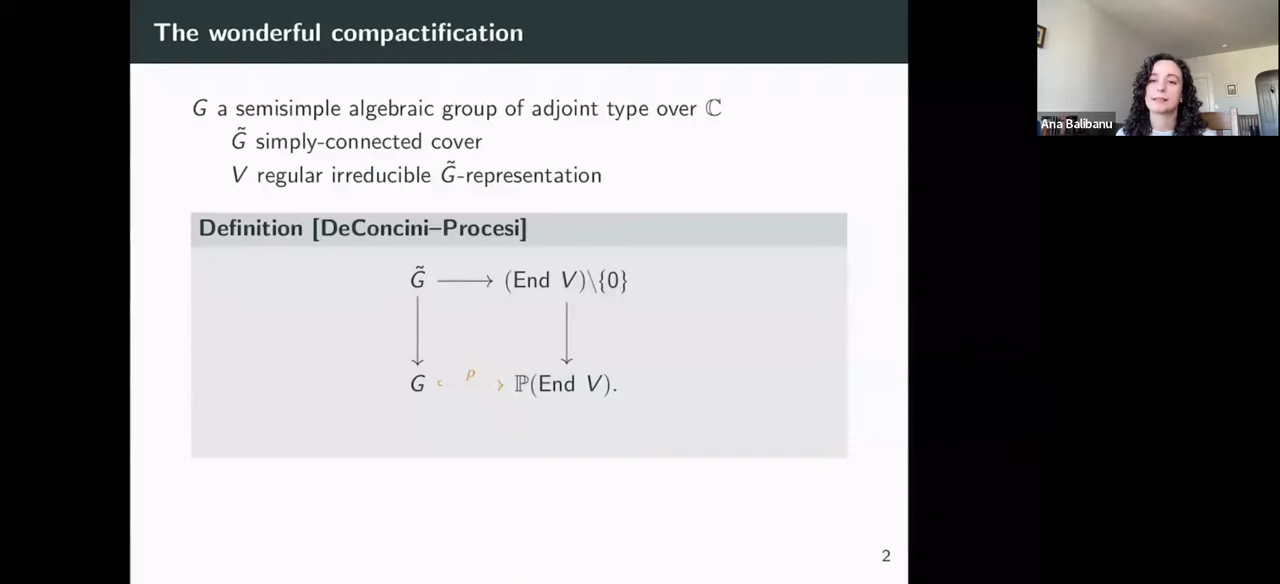 The wonderful compactification
G a semisimple algebraic group of adjoint type over ℂ
G̃ simply-connected cover
V regular irreducible G̃-representation
Definition [DeConcini–Procesi]
G̃ ⟶ (End V)\{0}
G ρ ℙ(End V).
2
Ana Balibanu